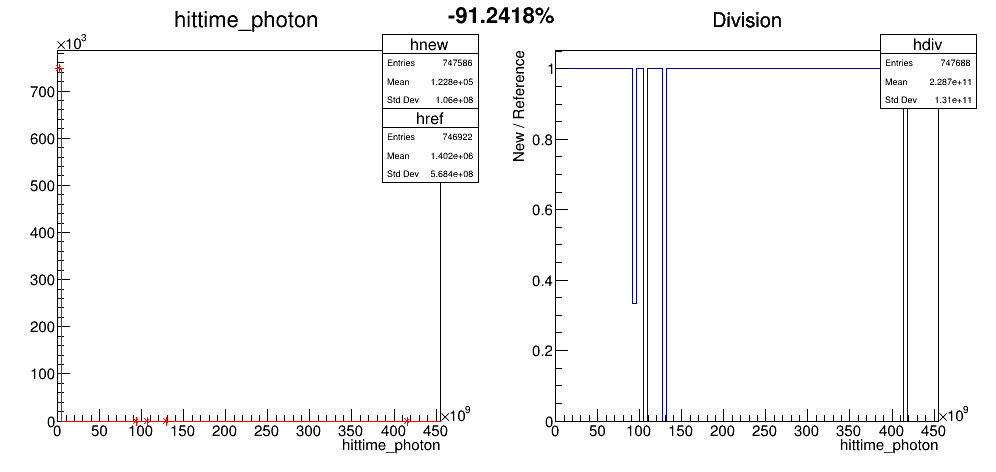 -91.2418%
hittime_photon
×10³
hnew
Entries 747586
Mean 1.228e+05
Std Dev 1.06e+08
href
Entries 746922
Mean 1.402e+06
Std Dev 5.684e+08
700
600
500
400
300
200
100
0
0 50 100 150 200 250 300 350 400 450
×10⁹
hittime_photon
Division
hdiv
Entries 747688
Mean 2.287e+11
Std Dev 1.31e+11
New / Reference
1
0.8
0.6
0.4
0.2
0
0 50 100 150 200 250 300 350 400 450
×10⁹
hittime_photon